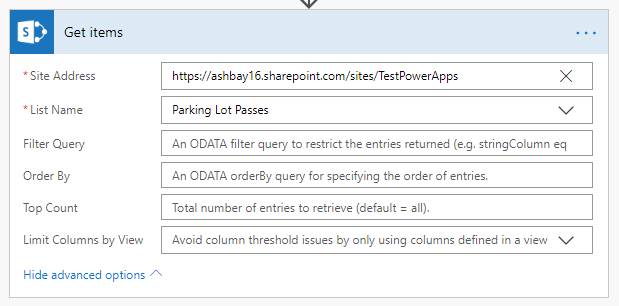 S
Get items
* Site Address
https://ashbay16.sharepoint.com/sites/TestPowerApps
* List Name
Parking Lot Passes
Filter Query
An ODATA filter query to restrict the entries returned (e.g. stringColumn eq
Order By
An ODATA orderBy query for specifying the order of entries.
Top Count
Total number of entries to retrieve (default = all).
Limit Columns by View
Avoid column threshold issues by only using columns defined in a view
Hide advanced options